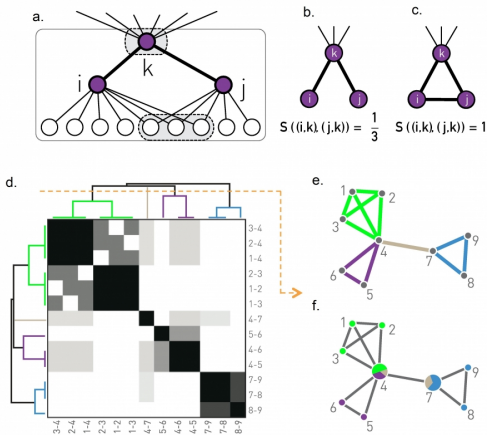 a.
k
i
j
b.
k
i
j
S ((i,k), (j,k)) = 1/3
c.
k
i
j
S ((i,k), (j,k)) = 1
d.
3-4
2-4
1-4
2-3
1-2
1-3
4-7
5-6
4-6
4-5
7-9
7-8
8-9
3-4
2-4
1-4
2-3
1-2
1-3
4-7
5-6
4-6
4-5
7-9
7-8
8-9
e.
1
2
3
4
5
6
7
8
9
f.
1
2
3
4
5
6
7
8
9